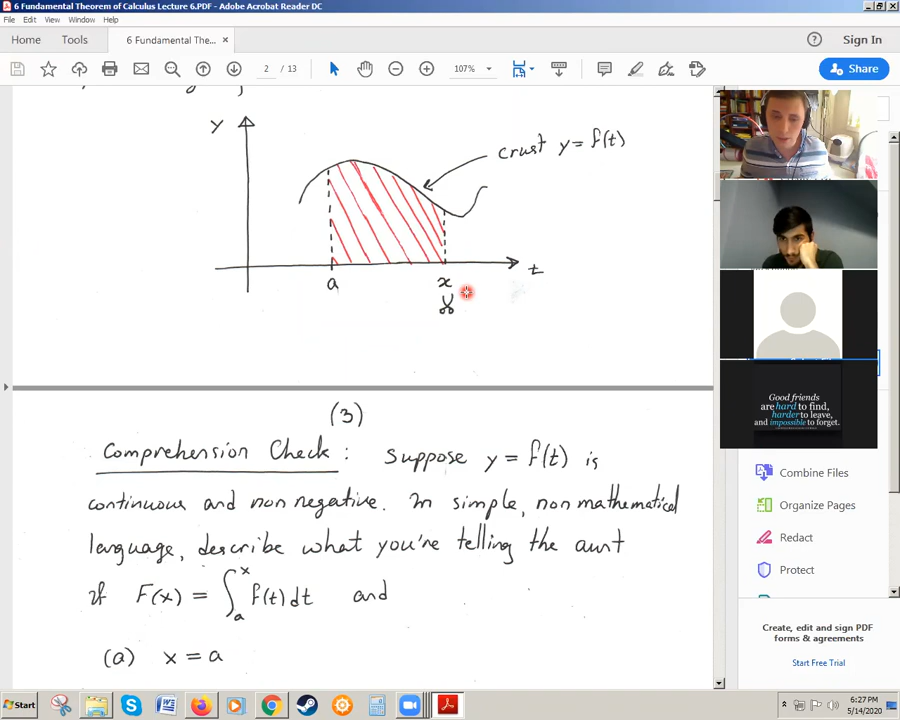 6 Fundamental Theorem of Calculus Lecture 6.PDF - Adobe Acrobat Reader DC
File Edit View Window Help
Home Tools 6 Fundamental The... × Sign In
2 / 13 107% Share
y
crust y = f(t)
a x t
(3)
Comprehension Check: Suppose y = f(t) is
continuous and non negative. In simple, non mathematical
language, describe what you're telling the aunt
if F(x) = ∫ₐˣ f(t) dt and
(a) x = a
Good friends
are hard to find,
harder to leave,
and impossible to forget.
Combine Files
Organize Pages
Redact
Protect
Create, edit and sign PDF
forms & agreements
Start Free Trial
Start
6:27 PM
5/14/2020